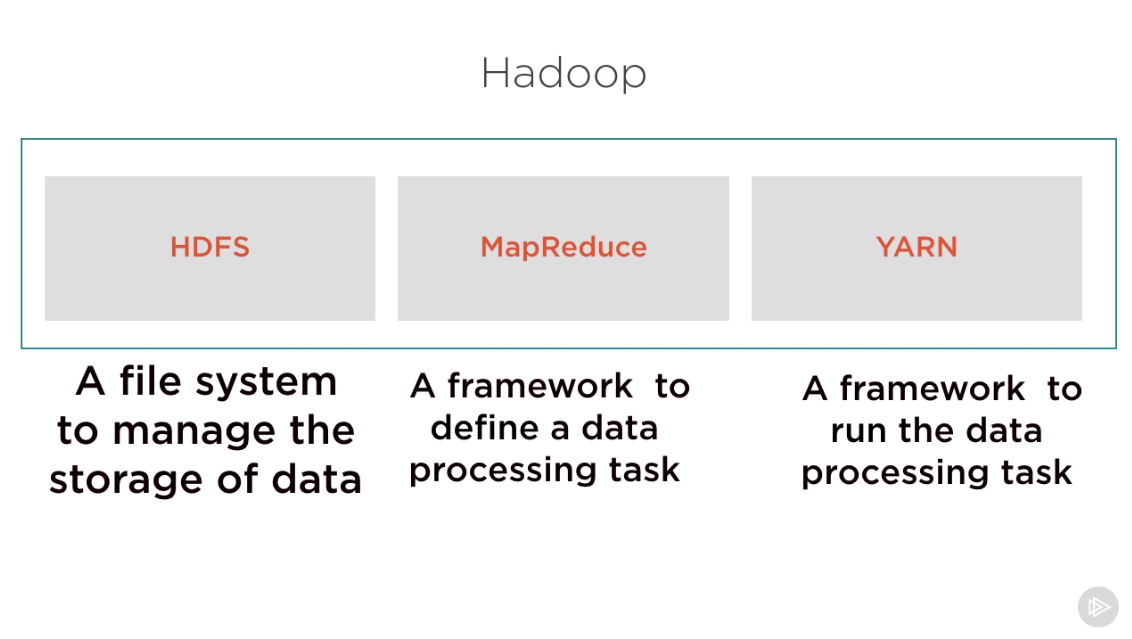 Hadoop
HDFS
MapReduce
YARN
A file system
to manage the
storage of data
A framework  to
define a data
processing task
A framework  to
run the data
processing task